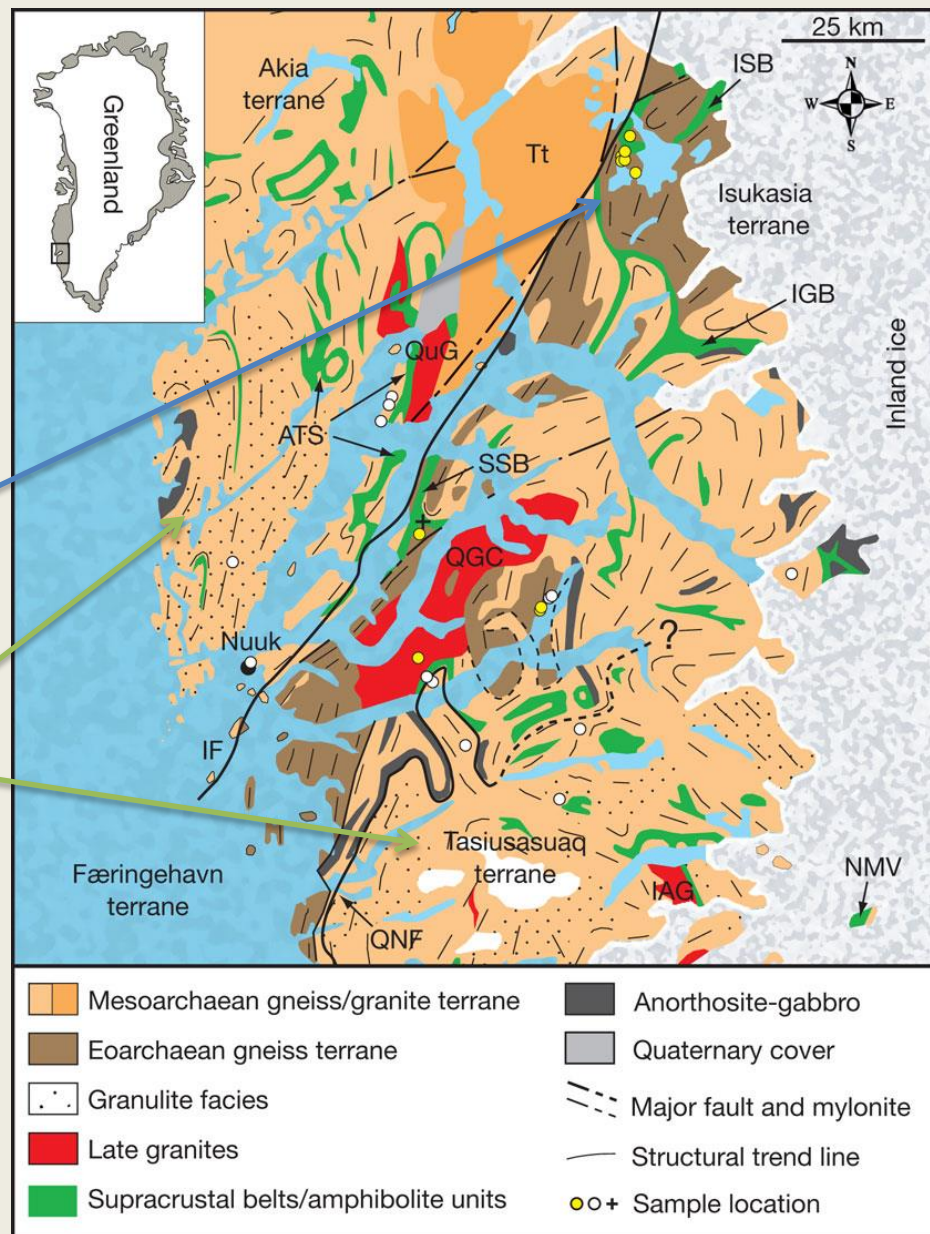 25 km
ISB
N
W
E
S
Akia
terrane
Greenland
Tt
Isukasia
terrane
IGB
Inland ice
QuG
ATS
SSB
QGC
Nuuk
?
IF
Færingehavn
terrane
Tasiusasuaq
terrane
IAG
NMV
QNF
Mesoarchaean gneiss/granite terrane
Eoarchaean gneiss terrane
Granulite facies
Late granites
Supracrustal belts/amphibolite units
Anorthosite-gabbro
Quaternary cover
Major fault and mylonite
Structural trend line
Sample location